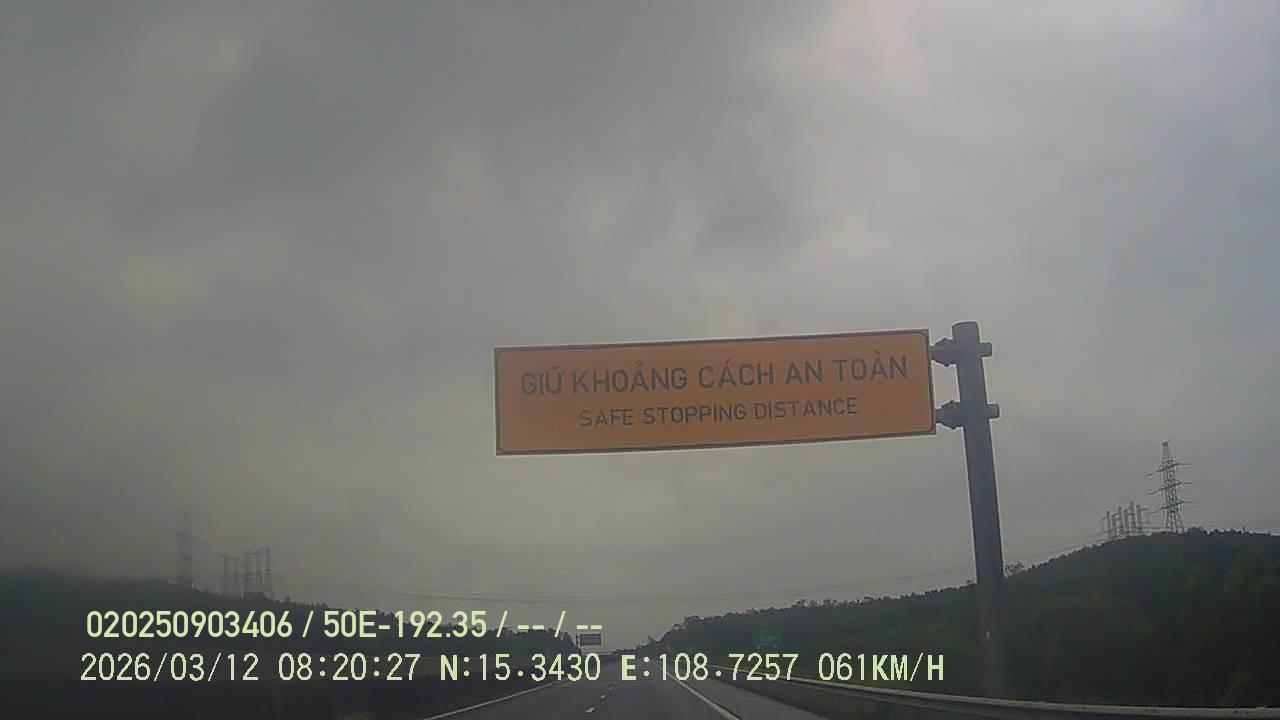 GIỮ KHOẢNG CÁCH AN TOÀN
SAFE STOPPING DISTANCE
020250903406 / 50E-192.35 / -- / --
2026/03/12 08:20:27 N:15.3430 E:108.7257 061KM/H